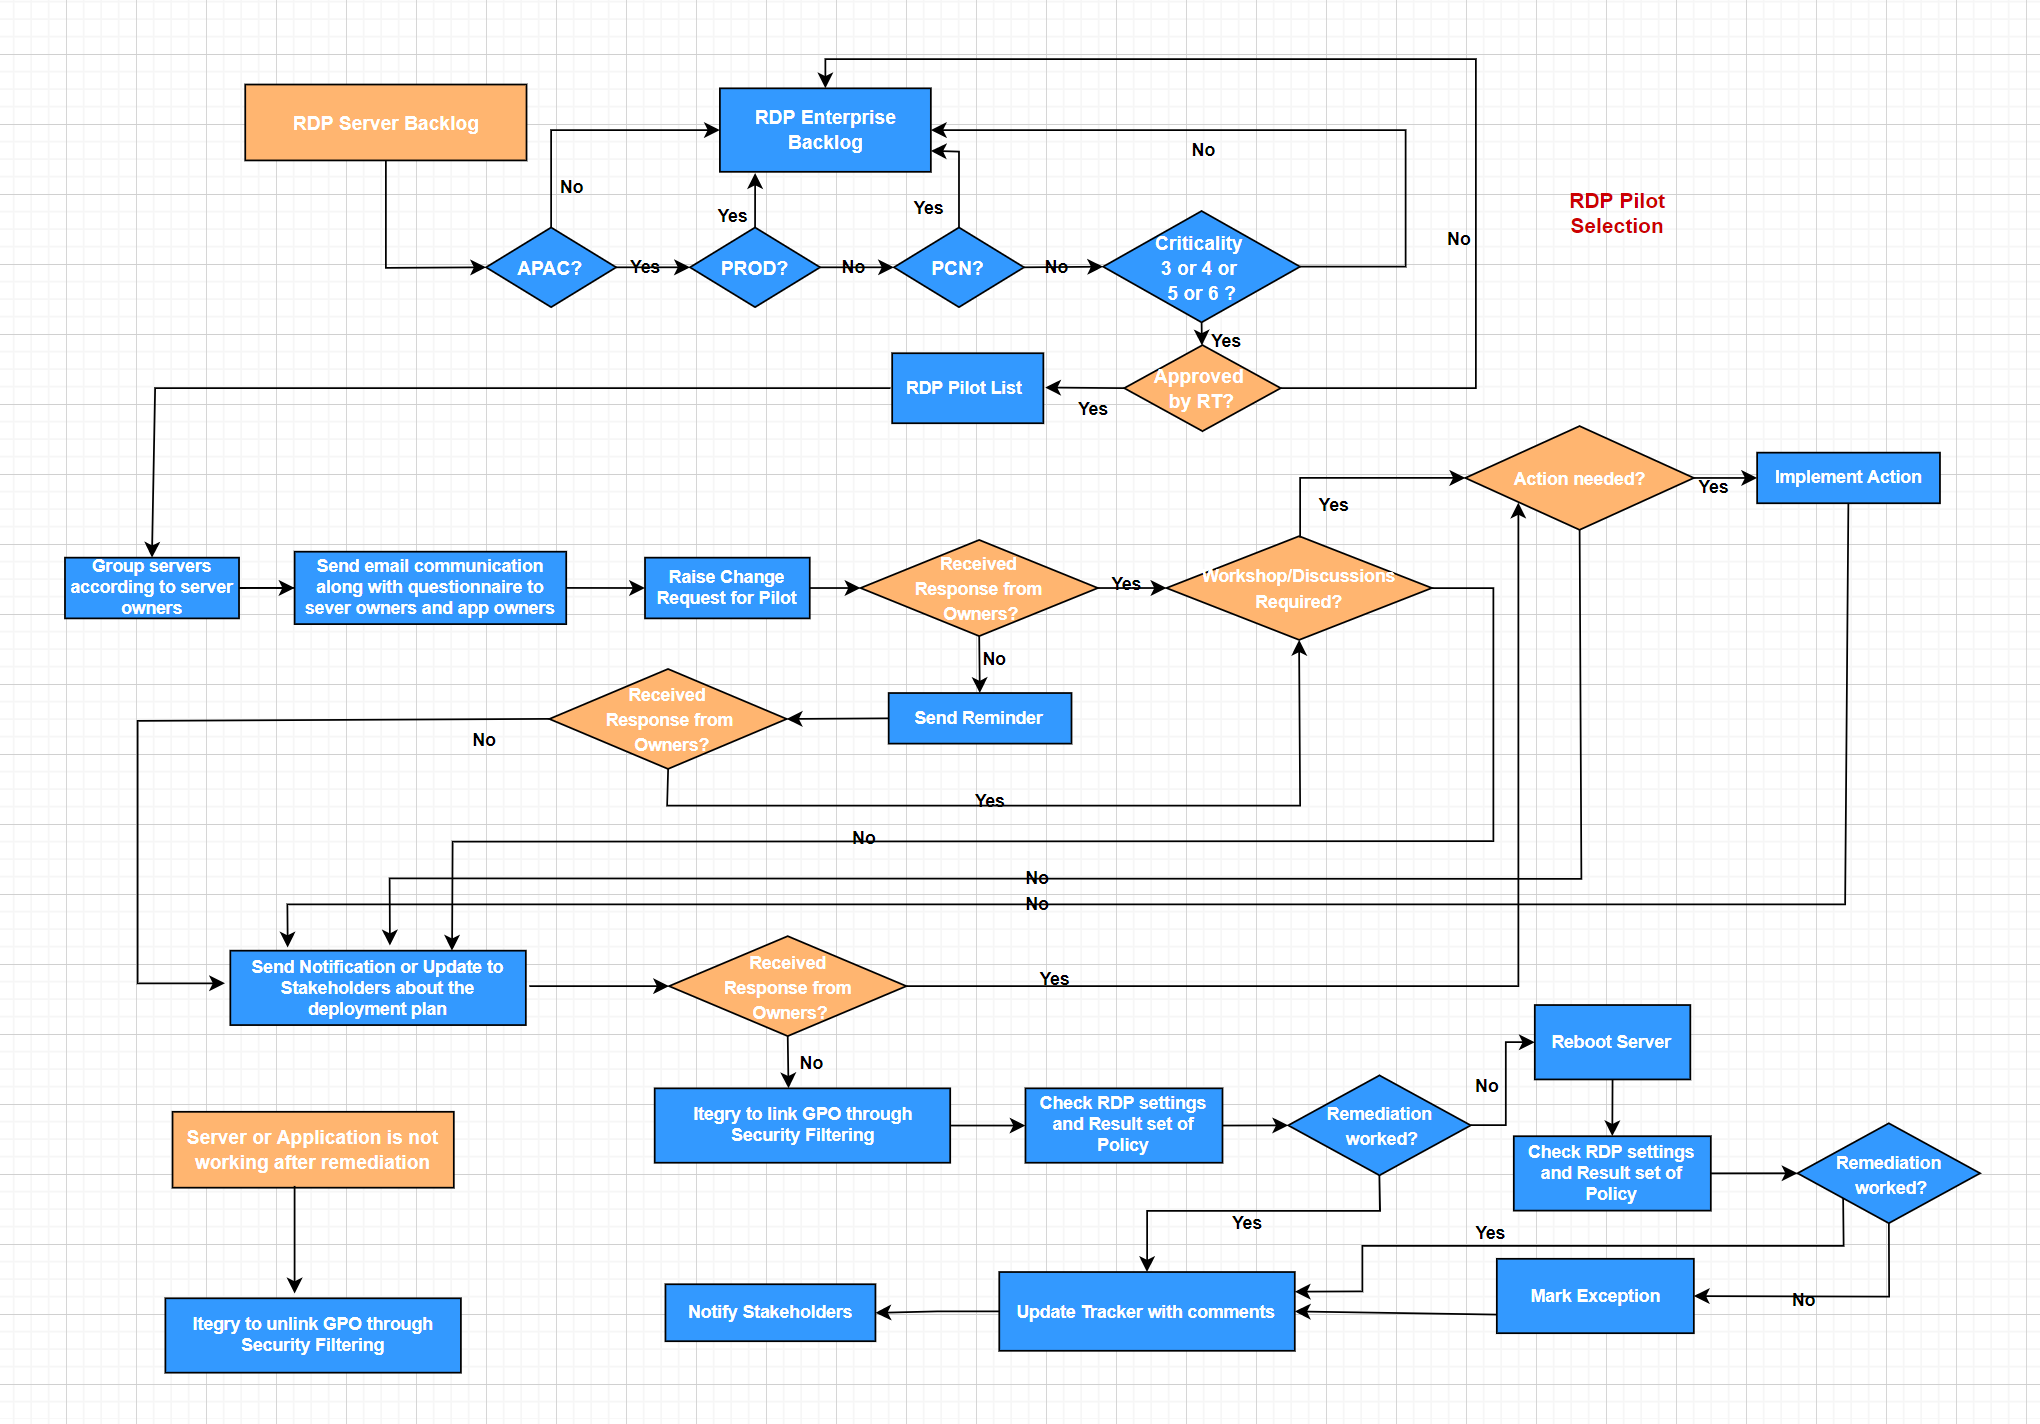 RDP Server Backlog
RDP Enterprise
Backlog
No
No
Yes
Yes
RDP Pilot
Selection
No
APAC?
Yes
PROD?
No
PCN?
No
Criticality
3 or 4 or
5 or 6 ?
Yes
RDP Pilot List
Yes
Approved
by RT?
Action needed?
Yes
Implement Action
Yes
Group servers
according to server
owners
Send email communication
along with questionnaire to
sever owners and app owners
Raise Change
Request for Pilot
Received
Response from
Owners?
Yes
Workshop/Discussions
Required?
No
Received
Response from
Owners?
Send Reminder
No
Yes
No
No
No
Send Notification or Update to
Stakeholders about the
deployment plan
Received
Response from
Owners?
Yes
No
Reboot Server
Itegry to link GPO through
Security Filtering
Check RDP settings
and Result set of
Policy
Remediation
worked?
No
Server or Application is not
working after remediation
Check RDP settings
and Result set of
Policy
Remediation
worked?
Yes
Yes
Itegry to unlink GPO through
Security Filtering
Notify Stakeholders
Update Tracker with comments
Mark Exception
No